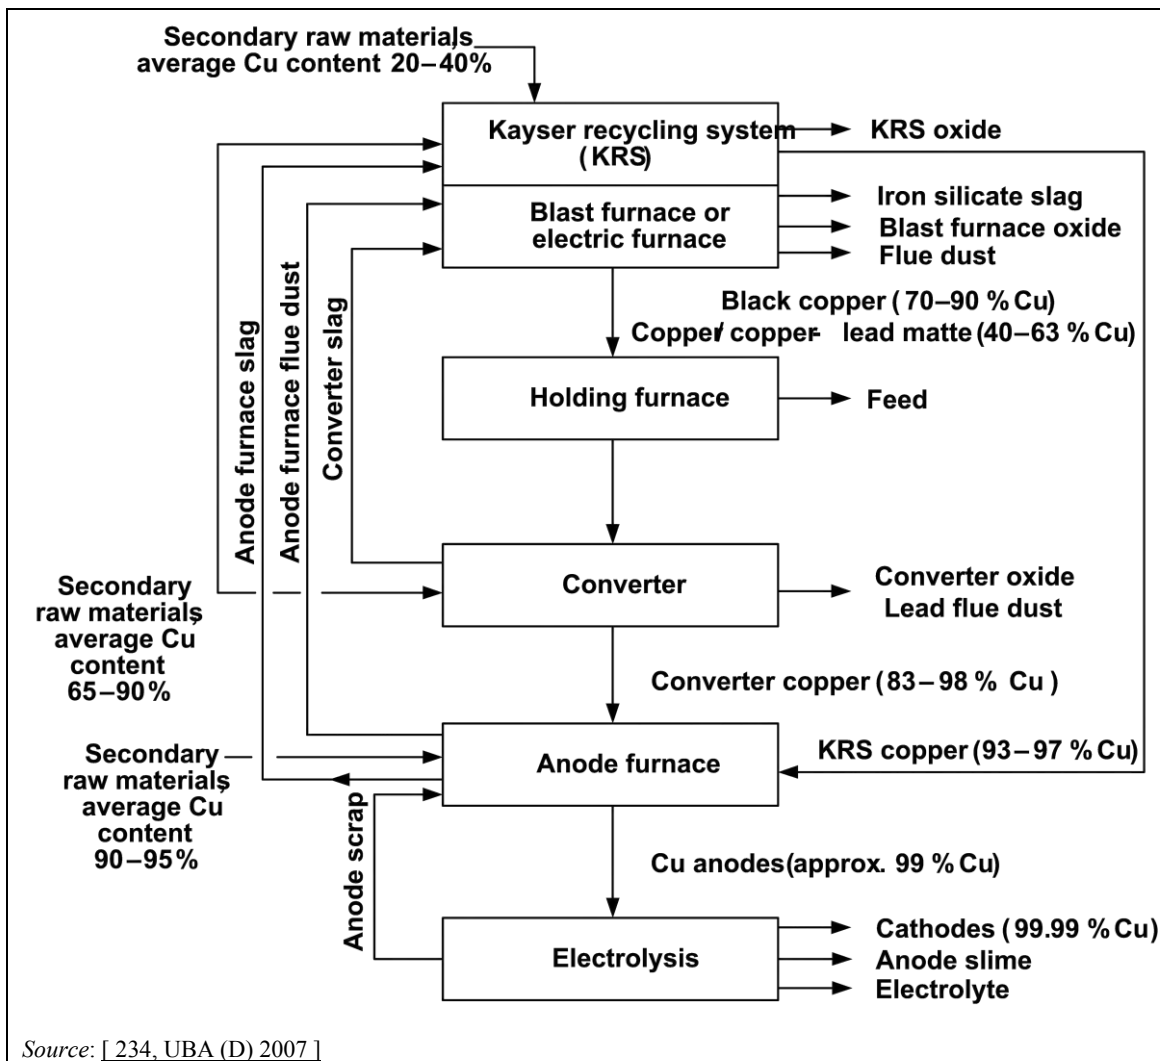 Secondary raw materials,
average Cu content 20–40%
Kayser recycling system
(KRS)
KRS oxide
Blast furnace or
electric furnace
Iron silicate slag
Blast furnace oxide
Flue dust
Black copper (70–90 % Cu)
Copper/ copper- lead matte (40–63 % Cu)
Anode furnace slag
Anode furnace flue dust
Converter slag
Holding furnace
Feed
Secondary
raw materials,
average Cu
content
65–90%
Converter
Converter oxide
Lead flue dust
Converter copper (83–98 % Cu)
Secondary
raw materials,
average Cu
content
90–95%
Anode furnace
KRS copper (93–97 % Cu)
Anode scrap
Cu anodes (approx. 99 % Cu)
Electrolysis
Cathodes (99.99 % Cu)
Anode slime
Electrolyte
Source: [ 234, UBA (D) 2007 ]